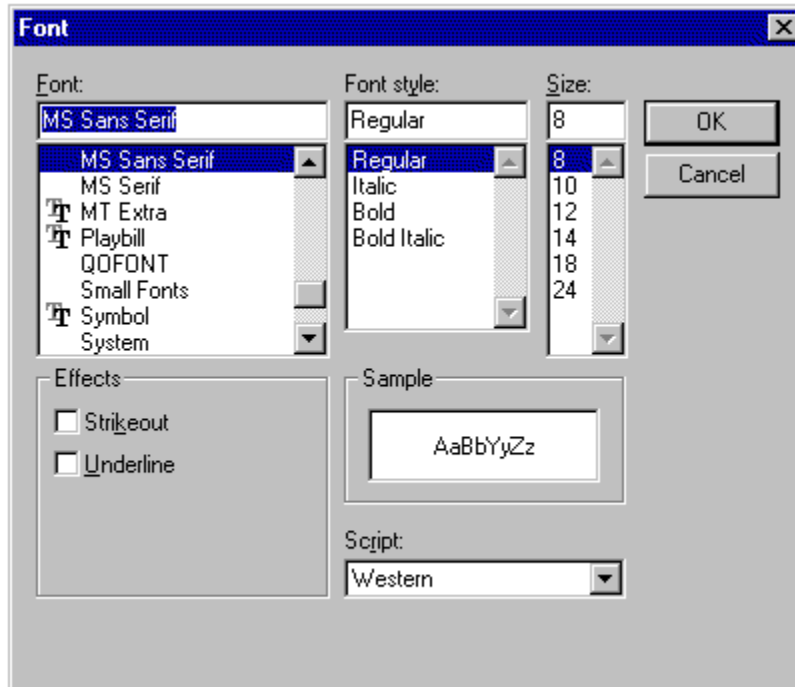 Font
Font:
MS Sans Serif
MS Sans Serif
MS Serif
MT Extra
Playbill
QOFONT
Small Fonts
Symbol
System
Font style:
Regular
Regular
Italic
Bold
Bold Italic
Size:
8
8
10
12
14
18
24
OK
Cancel
Effects
Strikeout
Underline
Sample
AaBbYyZz
Script:
Western